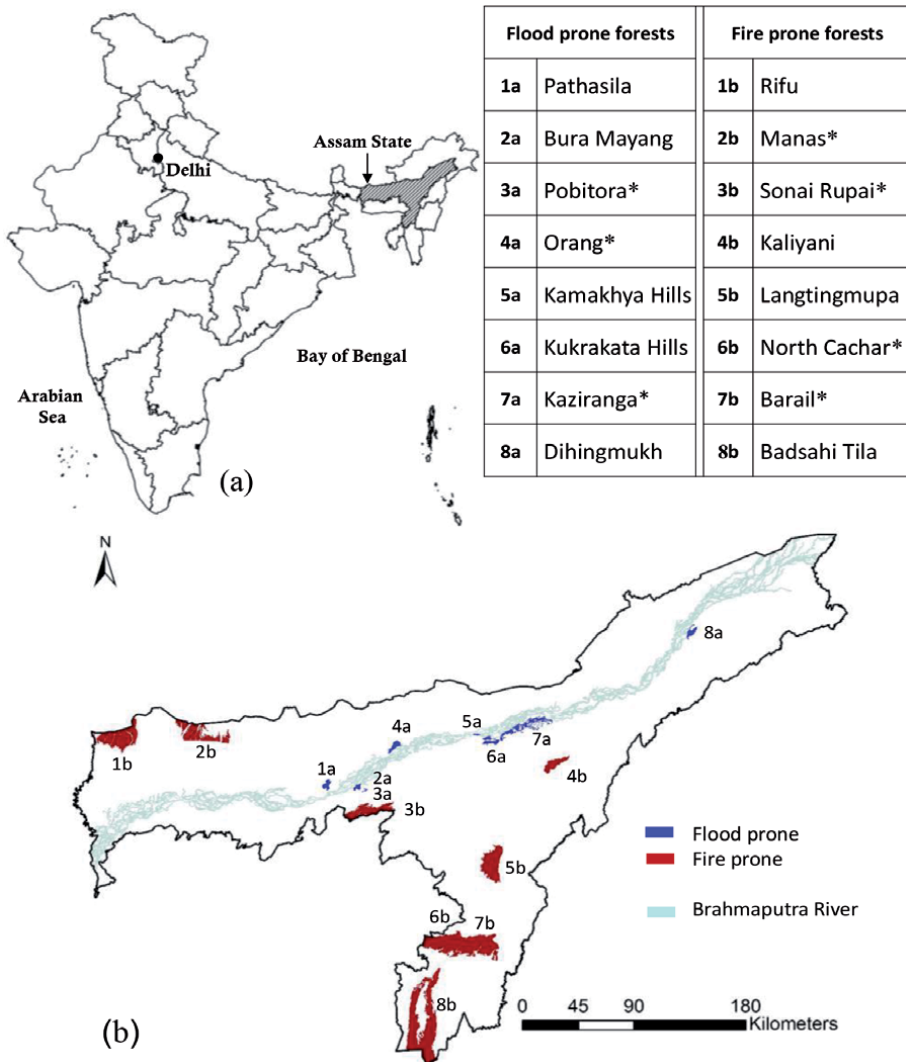 Flood prone forests Fire prone forests
1a Pathasila 1b Rifu
2a Bura Mayang 2b Manas*
3a Pobitora* 3b Sonai Rupai*
4a Orang* 4b Kaliyani
5a Kamakhya Hills 5b Langtingmupa
6a Kukrakata Hills 6b North Cachar*
7a Kaziranga* 7b Barail*
8a Dihingmukh 8b Badsahi Tila
Assam State
Delhi
Bay of Bengal
Arabian
Sea
(a)
N
8a
4a
5a
7a
6a
1b
2b
1a
2a
3a
3b
4b
5b
6b
7b
8b
Flood prone
Fire prone
Brahmaputra River
0 45 90 180
Kilometers
(b)